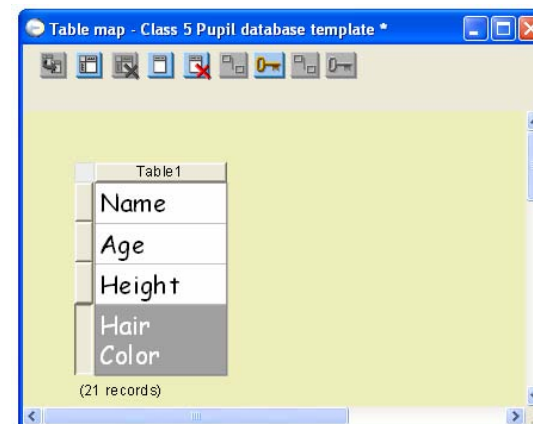 Table map - Class 5 Pupil database template *
Table1
Name
Age
Height
Hair
Color
(21 records)